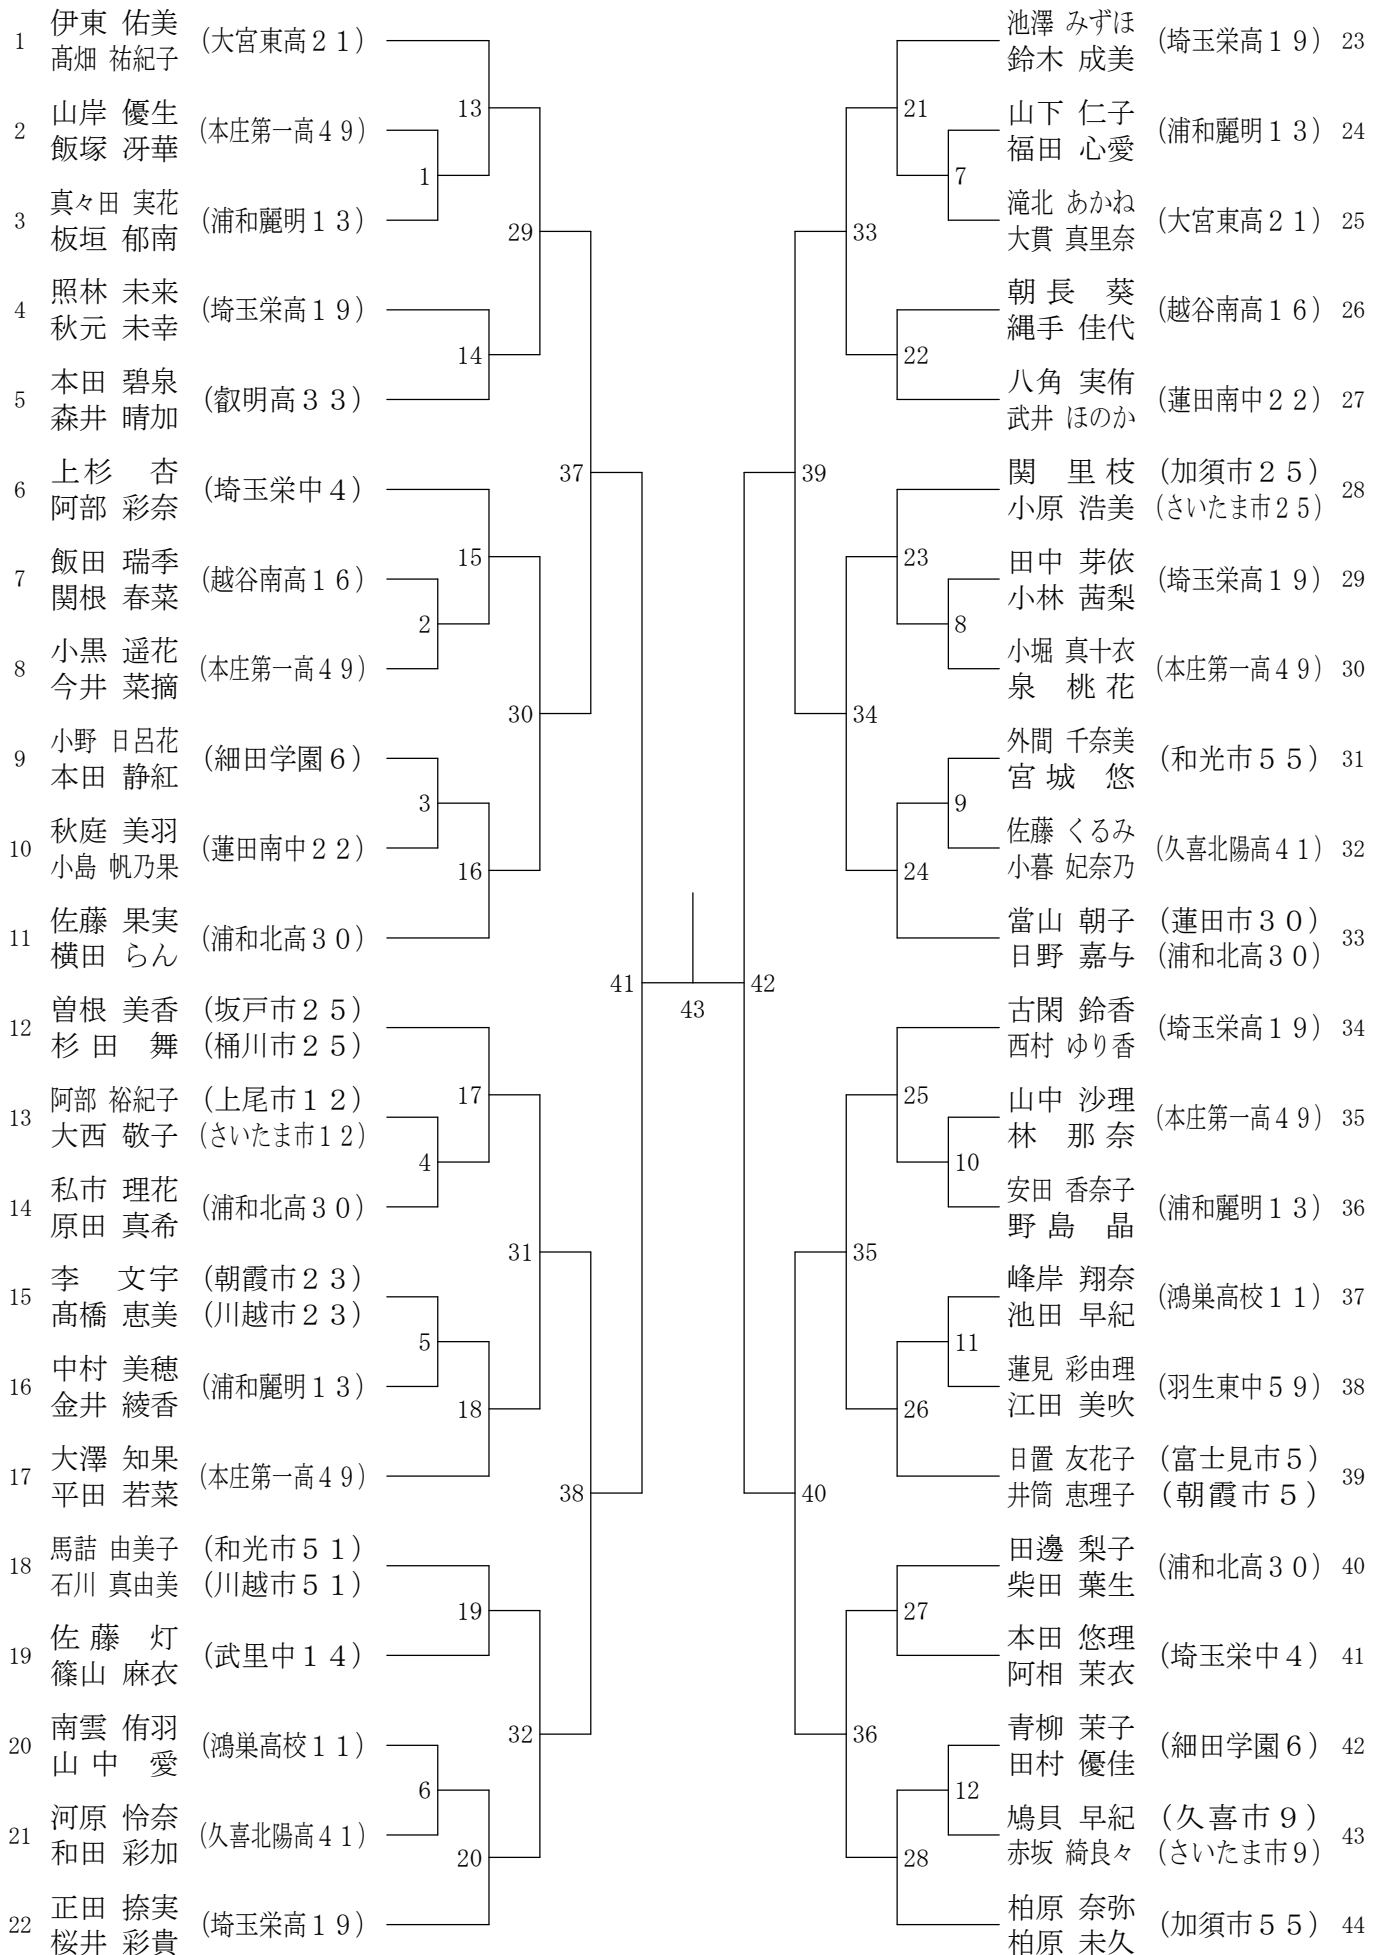 1 伊東 佑美 (大宮東高２１)
髙畑 祐紀子
2 山岸 優生 (本庄第一高４９)
飯塚 冴華
3 真々田 実花 (浦和麗明１３)
板垣 郁南
4 照林 未来 (埼玉栄高１９)
秋元 未幸
5 本田 碧泉 (叡明高３３)
森井 晴加
6 上杉 杏 (埼玉栄中４)
阿部 彩奈
7 飯田 瑞季 (越谷南高１６)
関根 春菜
8 小黒 遥花 (本庄第一高４９)
今井 菜摘
9 小野 日呂花 (細田学園６)
本田 静紅
10 秋庭 美羽 (蓮田南中２２)
小島 帆乃果
11 佐藤 果実 (浦和北高３０)
横田 らん
12 曽根 美香 (坂戸市２５)
杉田 舞 (桶川市２５)
13 阿部 裕紀子 (上尾市１２)
大西 敬子 (さいたま市１２)
14 私市 理花 (浦和北高３０)
原田 真希
15 李 文宇 (朝霞市２３)
髙橋 恵美 (川越市２３)
16 中村 美穂 (浦和麗明１３)
金井 綾香
17 大澤 知果 (本庄第一高４９)
平田 若菜
18 馬詰 由美子 (和光市５１)
石川 真由美 (川越市５１)
19 佐藤 灯 (武里中１４)
篠山 麻衣
20 南雲 侑羽 (鴻巣高校１１)
山中 愛
21 河原 怜奈 (久喜北陽高４１)
和田 彩加
22 正田 捺実 (埼玉栄高１９)
桜井 彩貴
1
2
3
4
5
6
13
14
15
16
17
18
19
20
29
30
31
32
37
38
41
43
42
39
40
33
34
35
36
21
22
23
24
25
26
27
28
7
8
9
10
11
12
池澤 みずほ (埼玉栄高１９) 23
鈴木 成美
山下 仁子 (浦和麗明１３) 24
福田 心愛
滝北 あかね (大宮東高２１) 25
大貫 真里奈
朝長 葵 (越谷南高１６) 26
縄手 佳代
八角 実侑 (蓮田南中２２) 27
武井 ほのか
関 里枝 (加須市２５) 28
小原 浩美 (さいたま市２５)
田中 芽依 (埼玉栄高１９) 29
小林 茜梨
小堀 真十衣 (本庄第一高４９) 30
泉 桃花
外間 千奈美 (和光市５５) 31
宮城 悠
佐藤 くるみ (久喜北陽高４１) 32
小暮 妃奈乃
當山 朝子 (蓮田市３０) 33
日野 嘉与 (浦和北高３０)
古閑 鈴香 (埼玉栄高１９) 34
西村 ゆり香
山中 沙理 (本庄第一高４９) 35
林 那奈
安田 香奈子 (浦和麗明１３) 36
野島 晶
峰岸 翔奈 (鴻巣高校１１) 37
池田 早紀
蓮見 彩由理 (羽生東中５９) 38
江田 美吹
日置 友花子 (富士見市５) 39
井筒 恵理子 (朝霞市５)
田邊 梨子 (浦和北高３０) 40
柴田 葉生
本田 悠理 (埼玉栄中４) 41
阿相 茉衣
青柳 茉子 (細田学園６) 42
田村 優佳
鳩貝 早紀 (久喜市９) 43
赤坂 綺良々 (さいたま市９)
柏原 奈弥 (加須市５５) 44
柏原 未久